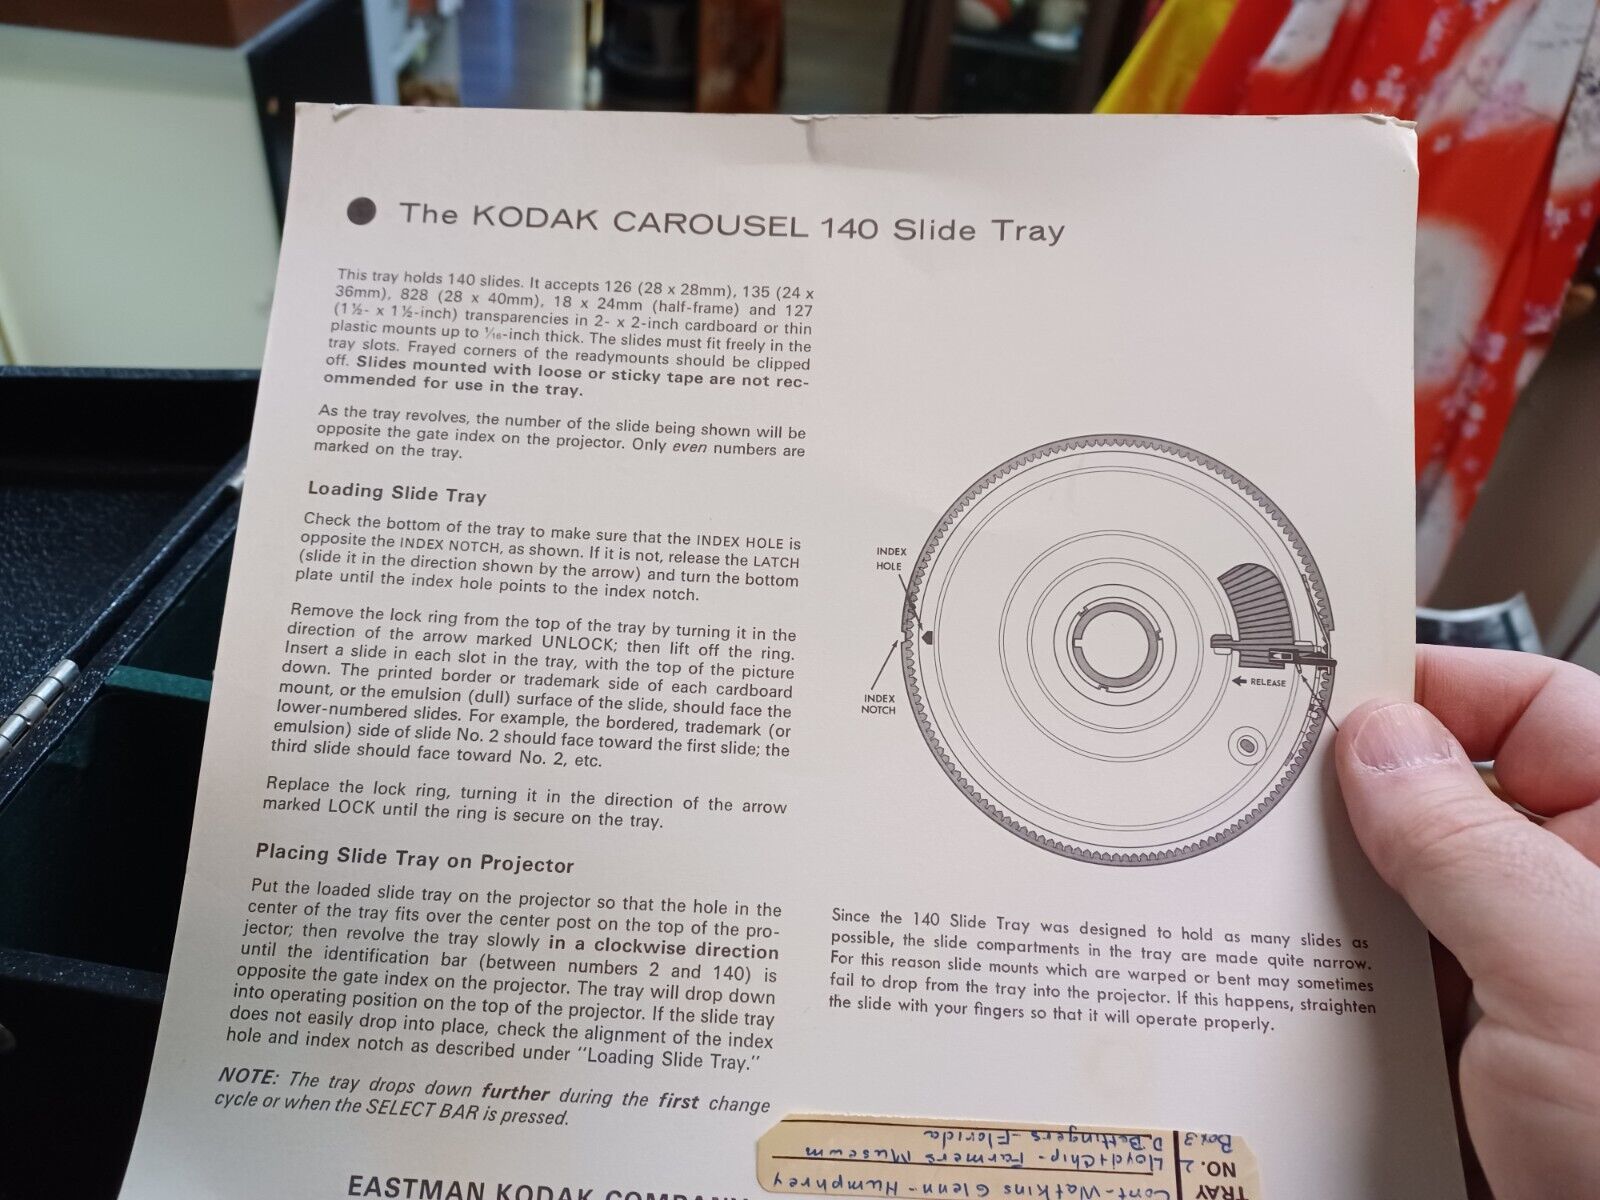 The KODAK CAROUSEL 140 Slide Tray
This tray holds 140 slides. It accepts 126 (28 x 28mm), 135 (24 x
36mm), 828 (28 x 40mm), 18 x 24mm (half-frame) and 127
(1½- x 1½-inch) transparencies in 2- x 2-inch cardboard or thin
plastic mounts up to 1/16-inch thick. The slides must fit freely in the
tray slots. Frayed corners of the readymounts should be clipped
off. Slides mounted with loose or sticky tape are not rec-
ommended for use in the tray.
As the tray revolves, the number of the slide being shown will be
opposite the gate index on the projector. Only even numbers are
marked on the tray.
Loading Slide Tray
Check the bottom of the tray to make sure that the INDEX HOLE is
opposite the INDEX NOTCH, as shown. If it is not, release the LATCH
(slide it in the direction shown by the arrow) and turn the bottom
plate until the index hole points to the index notch.
Remove the lock ring from the top of the tray by turning it in the
direction of the arrow marked UNLOCK; then lift off the ring.
Insert a slide in each slot in the tray, with the top of the picture
down. The printed border or trademark side of each cardboard
mount, or the emulsion (dull) surface of the slide, should face the
lower-numbered slides. For example, the bordered, trademark (or
emulsion) side of slide No. 2 should face toward the first slide; the
third slide should face toward No. 2, etc.
Replace the lock ring, turning it in the direction of the arrow
marked LOCK until the ring is secure on the tray.
Placing Slide Tray on Projector
Put the loaded slide tray on the projector so that the hole in the
center of the tray fits over the center post on the top of the pro-
jector; then revolve the tray slowly in a clockwise direction
until the identification bar (between numbers 2 and 140) is
opposite the gate index on the projector. The tray will drop down
into operating position on the top of the projector. If the slide tray
does not easily drop into place, check the alignment of the index
hole and index notch as described under "Loading Slide Tray."
NOTE: The tray drops down further during the first change
cycle or when the SELECT BAR is pressed.
EASTMAN KODAK COMPANY
INDEX
HOLE
INDEX
NOTCH
RELEASE
Since the 140 Slide Tray was designed to hold as many slides as
possible, the slide compartments in the tray are made quite narrow.
For this reason slide mounts which are warped or bent may sometimes
fail to drop from the tray into the projector. If this happens, straighten
the slide with your fingers so that it will operate properly.
TRAY
NO. 2
Box 3
Cont-Watkins Glenn-Humphrey
Lloyd+Chip-Farmers Museum
D. Bettingers-Florida